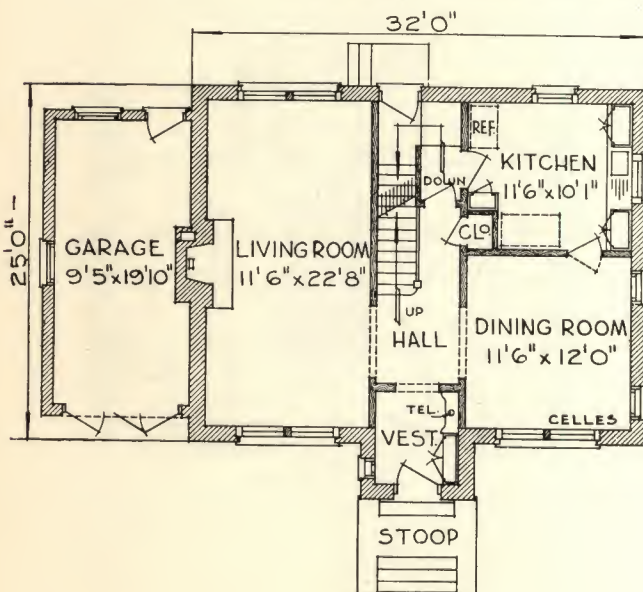 32'0"
25'0"
REF.
KITCHEN
11'6"x10'1"
DOWN
CLO
GARAGE
9'5"x19'10"
LIVING ROOM
11'6"x22'8"
UP
HALL
DINING ROOM
11'6"x12'0"
TEL.
CELLES
VEST.
STOOP